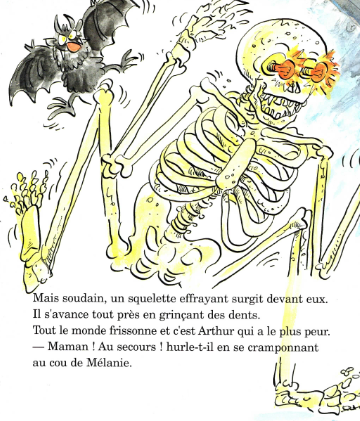 Mais soudain, un squelette effrayant surgit devant eux.
Il s'avance tout près en grinçant des dents.
Tout le monde frissonne et c'est Arthur qui a le plus peur.
— Maman ! Au secours ! hurle-t-il en se cramponnant
au cou de Mélanie.